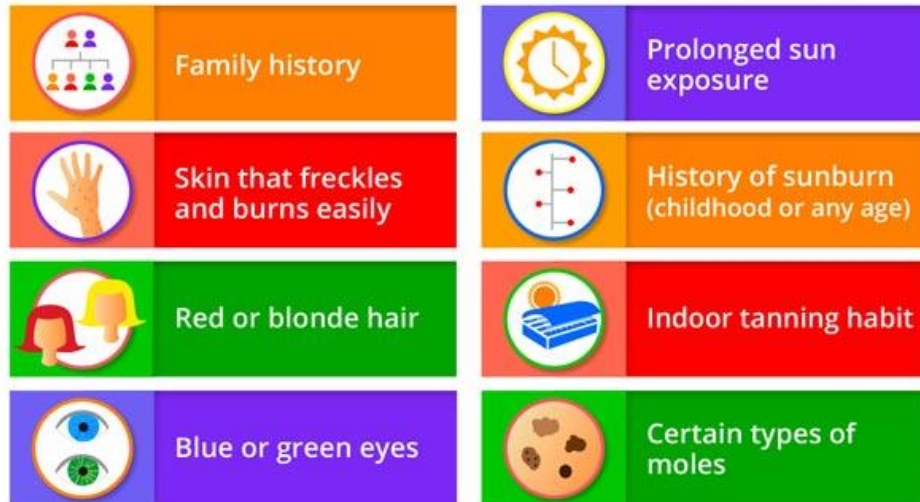 Family history
Prolonged sun
exposure
Skin that freckles
and burns easily
History of sunburn
(childhood or any age)
Red or blonde hair
Indoor tanning habit
Blue or green eyes
Certain types of
moles